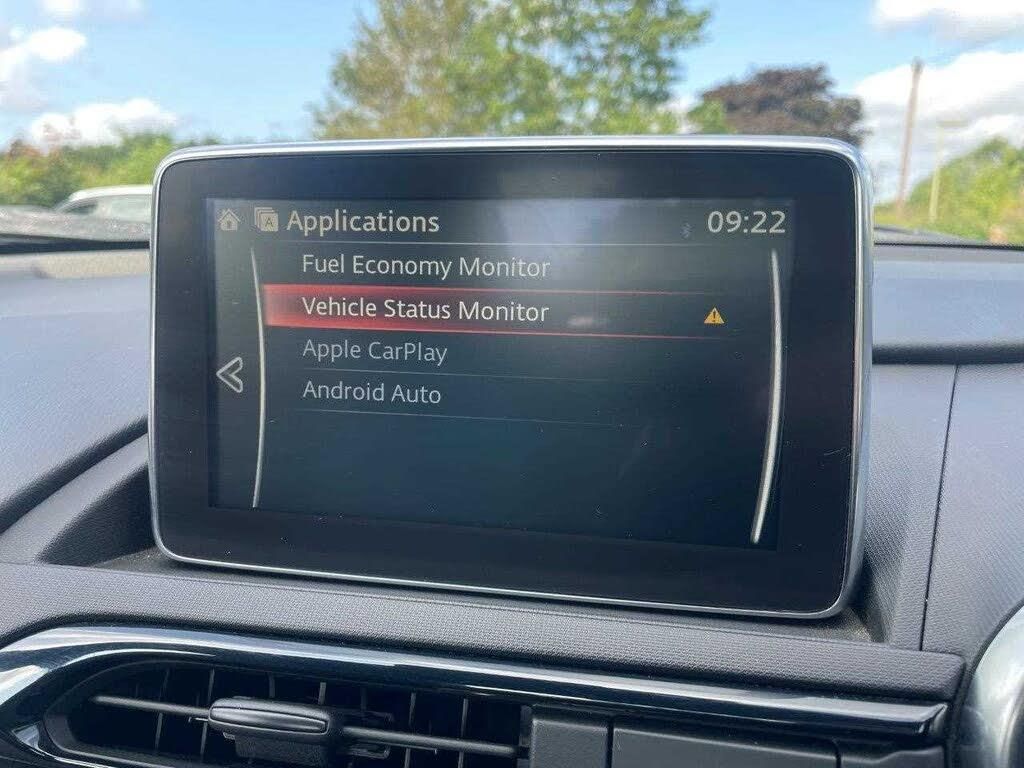 A Applications 09:22
Fuel Economy Monitor
Vehicle Status Monitor
Apple CarPlay
Android Auto